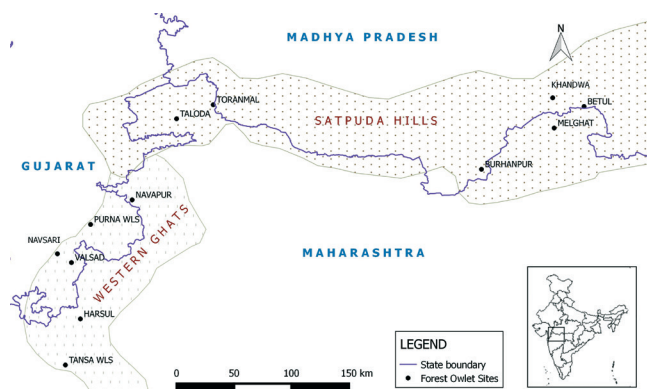 MADHYA PRADESH
N
KHANDWA
BETUL
TORANMAL
TALODA
SATPUDA HILLS
MELGHAT
GUJARAT
BURHANPUR
NAVAPUR
PURNA WLS
WESTERN GHATS
NAVSARI
VALSAD
MAHARASHTRA
HARSUL
TANSA WLS
LEGEND
State boundary
Forest Owlet Sites
0 50 100 150 km